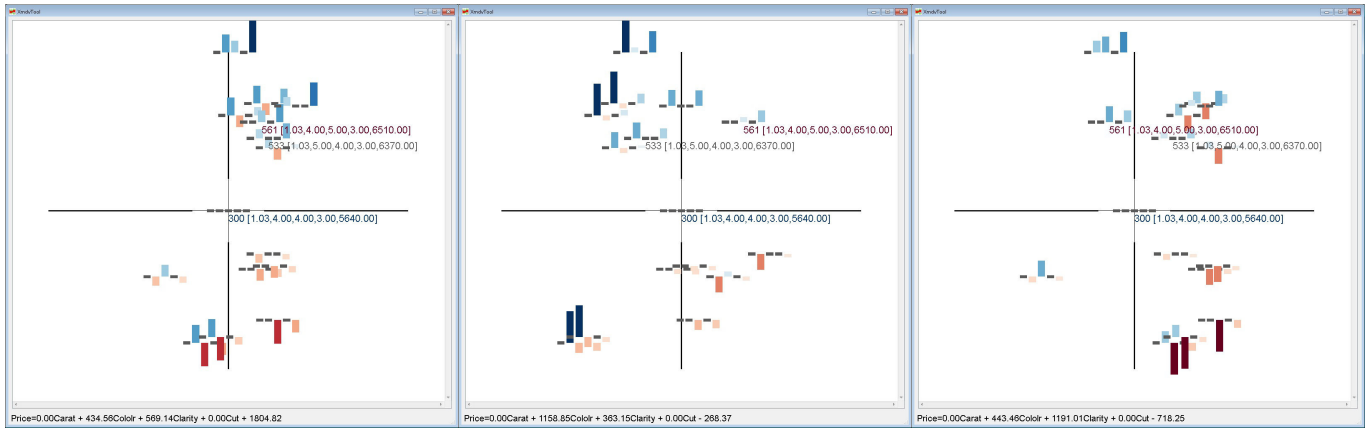 XmdvTool
561 [1.03,4.00,5.00,3.00,6510.00]
533 [1.03,5.00,4.00,3.00,6370.00]
300 [1.03,4.00,4.00,3.00,5640.00]
Price=0.00Carat + 434.56Cololr + 569.14Clarity + 0.00Cut + 1804.82
XmdvTool
561 [1.03,4.00,5.00,3.00,6510.00]
533 [1.03,5.00,4.00,3.00,6370.00]
300 [1.03,4.00,4.00,3.00,5640.00]
Price=0.00Carat + 1158.85Cololr + 363.15Clarity + 0.00Cut - 268.37
XmdvTool
561 [1.03,4.00,5.00,3.00,6510.00]
533 [1.03,5.00,4.00,3.00,6370.00]
300 [1.03,4.00,4.00,3.00,5640.00]
Price=0.00Carat + 443.46Cololr + 1191.01Clarity + 0.00Cut - 718.25